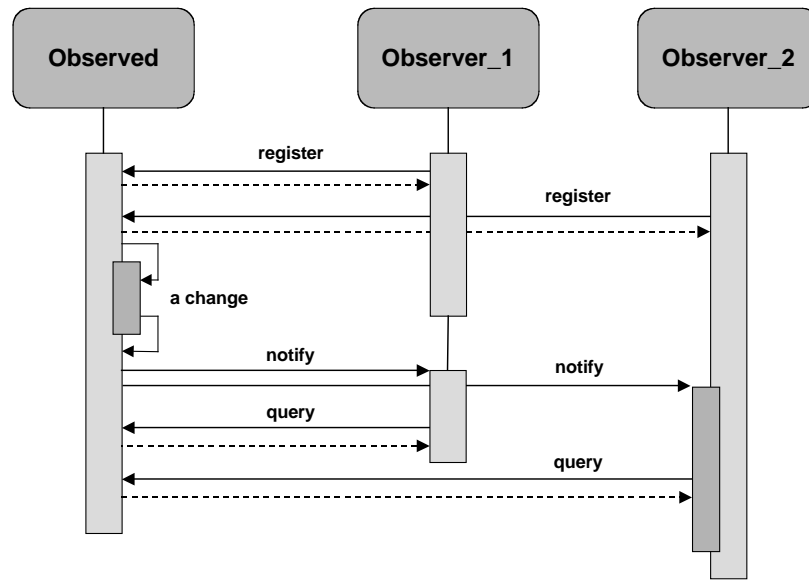 Observed
Observer_1
Observer_2
register
register
a change
notify
notify
query
query